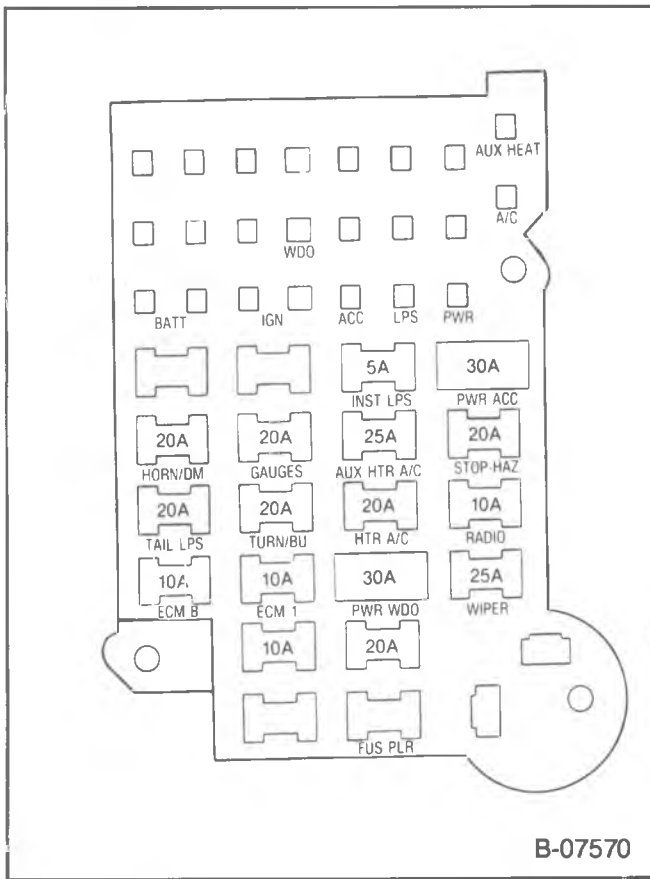 AUX HEAT
A/C
WDO
BATT IGN ACC LPS PWR
5A 30A
INST LPS PWR ACC
20A 20A 25A 20A
HORN/DM GAUGES AUX HTR A/C STOP-HAZ
20A 20A 20A 10A
TAIL LPS TURN/BU HTR A/C RADIO
10A 10A 30A 25A
ECM B ECM 1 PWR WDO WIPER
10A 20A
FUS PLR
B-07570